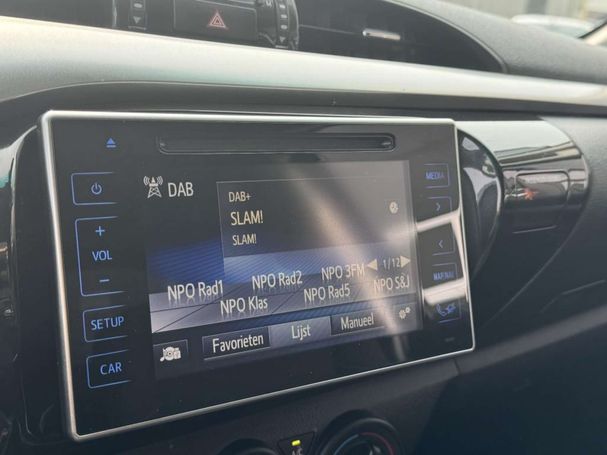 MEDIA
DAB
DAB+
SLAM!
SLAM!
+
VOL
−
SETUP
CAR
NPO Rad1
NPO Rad2
NPO 3FM
1/12
NPO Klas
NPO Rad5
NPO S&J
Favorieten
Lijst
Manueel